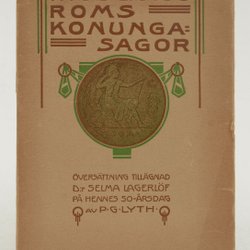 ROMS
KONUNGA=
SAGOR
ÖVERSÄTTNING TILLÄGNAD
D:R SELMA LAGERLÖF
PÅ HENNES 50-ÅRSDAG
AV P·G·LYTH·